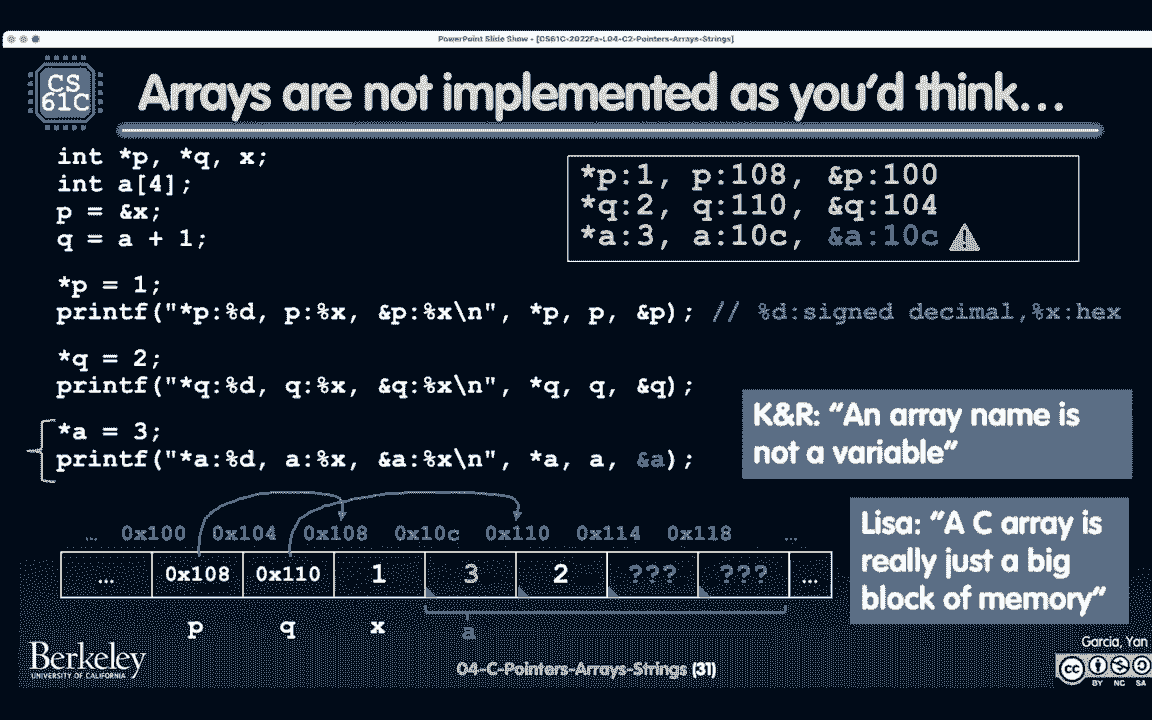 PowerPoint Slide Show - [CS61C-2022Fa-L04-C2-Pointers-Arrays-Strings]
CS
61C
Arrays are not implemented as you'd think...
int *p, *q, x;
int a[4];
p = &x;
q = a + 1;
*p:1, p:108, &p:100
*q:2, q:110, &q:104
*a:3, a:10c, &a:10c
*p = 1;
printf("*p:%d, p:%x, &p:%x\n", *p, p, &p); // %d:signed decimal,%x:hex
*q = 2;
printf("*q:%d, q:%x, &q:%x\n", *q, q, &q);
*a = 3;
printf("*a:%d, a:%x, &a:%x\n", *a, a, &a);
K&R: "An array name is
not a variable"
Lisa: "A C array is
really just a big
block of memory"
... 0x100 0x104 0x108 0x10c 0x110 0x114 0x118 ...
... 0x108 0x110 1 3 2 ??? ??? ...
p q x a
Berkeley
UNIVERSITY OF CALIFORNIA
04-C-Pointers-Arrays-Strings (31)
Garcia, Yan
cc
BY NC SA